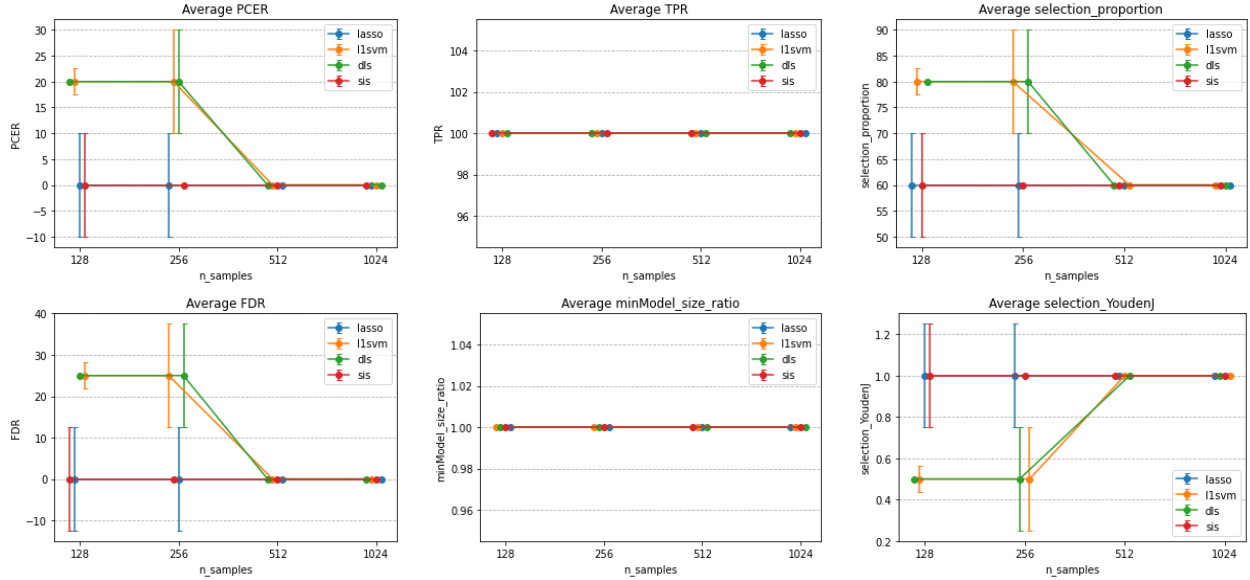 Average PCER
30
25
20
15
10
5
0
−5
−10
PCER
128
256
512
1024
n_samples
lasso
l1svm
dls
sis
Average TPR
104
102
100
98
96
TPR
128
256
512
1024
n_samples
lasso
l1svm
dls
sis
Average selection_proportion
90
85
80
75
70
65
60
55
50
selection_proportion
128
256
512
1024
n_samples
lasso
l1svm
dls
sis
Average FDR
40
30
20
10
0
−10
FDR
128
256
512
1024
n_samples
lasso
l1svm
dls
sis
Average minModel_size_ratio
1.04
1.02
1.00
0.98
0.96
minModel_size_ratio
128
256
512
1024
n_samples
lasso
l1svm
dls
sis
Average selection_YoudenJ
1.2
1.0
0.8
0.6
0.4
0.2
selection_YoudenJ
128
256
512
1024
n_samples
lasso
l1svm
dls
sis